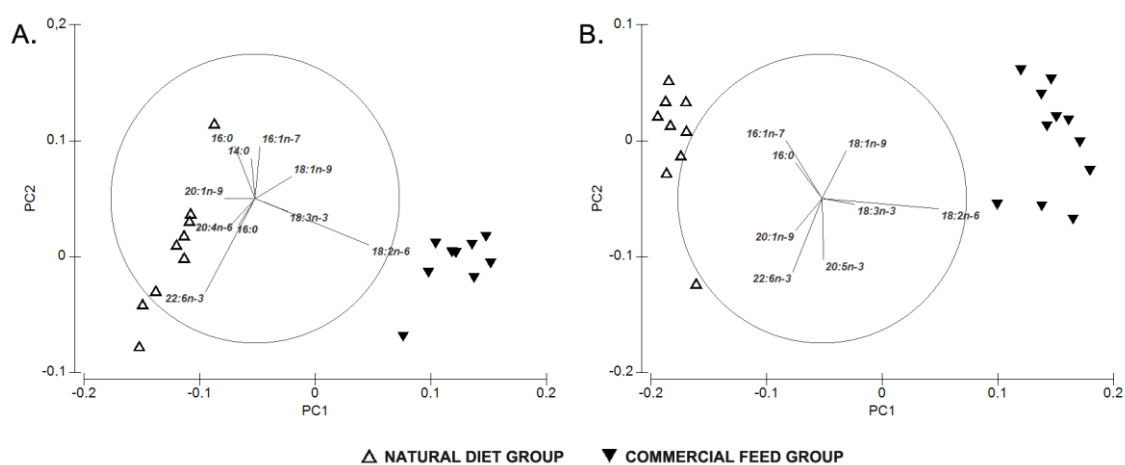 A.
0,2
0.1
0
-0.1
PC2
-0.2
-0.1
0
0.1
0.2
PC1
16:0
16:1n-7
14:0
18:1n-9
20:1n-9
18:3n-3
20:4n-6
16:0
18:2n-6
22:6n-3
B.
0.1
0
-0.1
-0.2
PC2
-0.2
-0.1
0
0.1
0.2
PC1
16:1n-7
18:1n-9
16:0
18:3n-3
18:2n-6
20:1n-9
20:5n-3
22:6n-3
NATURAL DIET GROUP
COMMERCIAL FEED GROUP